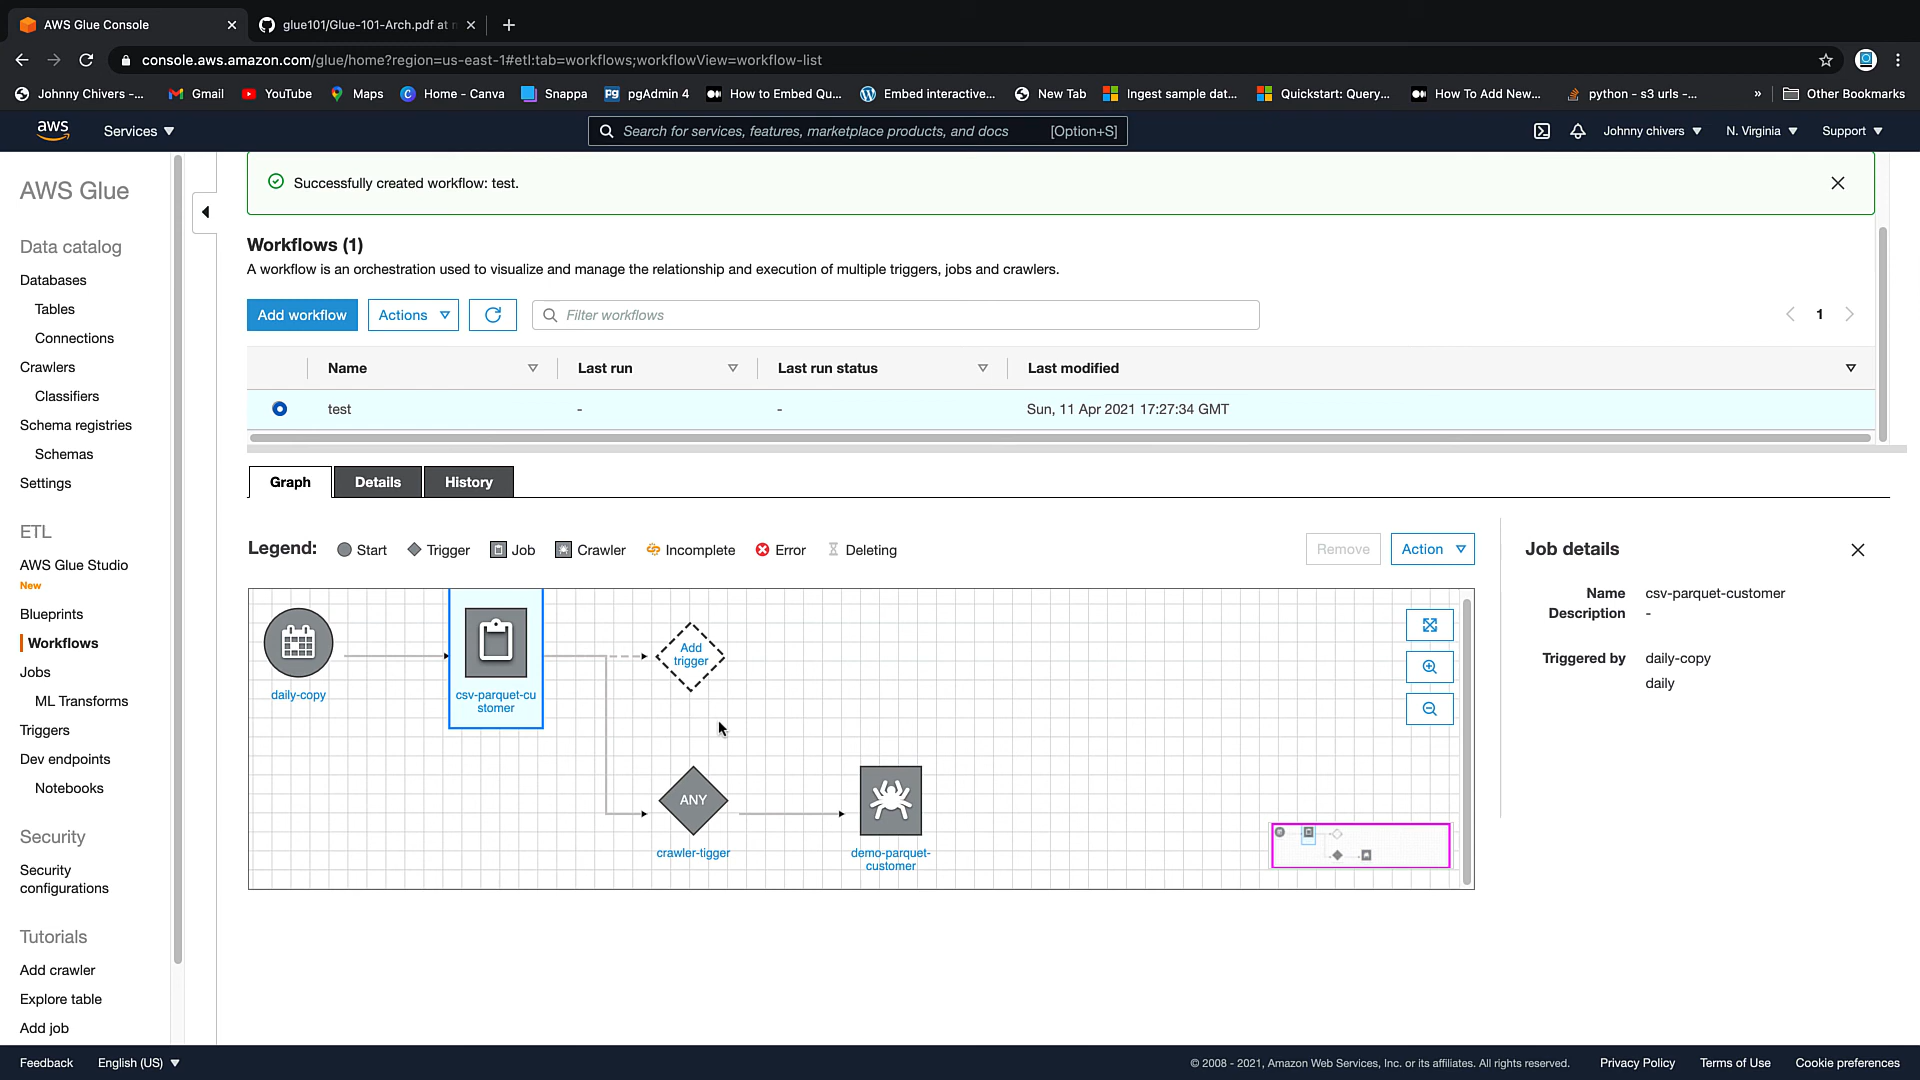 AWS Glue Console
glue101/Glue-101-Arch.pdf at
console.aws.amazon.com/glue/home?region=us-east-1#etl:tab=workflows;workflowView=workflow-list
Johnny Chivers -...
Gmail
YouTube
Maps
Home - Canva
Snappa
pgAdmin 4
How to Embed Qu...
Embed interactive...
New Tab
Ingest sample dat...
Quickstart: Query...
How To Add New...
python - s3 urls -...
»
Other Bookmarks
aws
Services
Search for services, features, marketplace products, and docs
[Option+S]
Johnny chivers
N. Virginia
Support
AWS Glue
Data catalog
Databases
Tables
Connections
Crawlers
Classifiers
Schema registries
Schemas
Settings
ETL
AWS Glue Studio
New
Blueprints
Workflows
Jobs
ML Transforms
Triggers
Dev endpoints
Notebooks
Security
Security
configurations
Tutorials
Add crawler
Explore table
Add job
Successfully created workflow: test.
Workflows (1)
A workflow is an orchestration used to visualize and manage the relationship and execution of multiple triggers, jobs and crawlers.
Add workflow
Actions
Filter workflows
1
Name
Last run
Last run status
Last modified
test
-
-
Sun, 11 Apr 2021 17:27:34 GMT
Graph
Details
History
Legend:
Start
Trigger
Job
Crawler
Incomplete
Error
Deleting
Remove
Action
daily-copy
csv-parquet-cu
stomer
Add
trigger
ANY
crawler-tigger
demo-parquet-
customer
Job details
Name csv-parquet-customer
Description -
Triggered by daily-copy
daily
Feedback
English (US)
© 2008 - 2021, Amazon Web Services, Inc. or its affiliates. All rights reserved.
Privacy Policy
Terms of Use
Cookie preferences